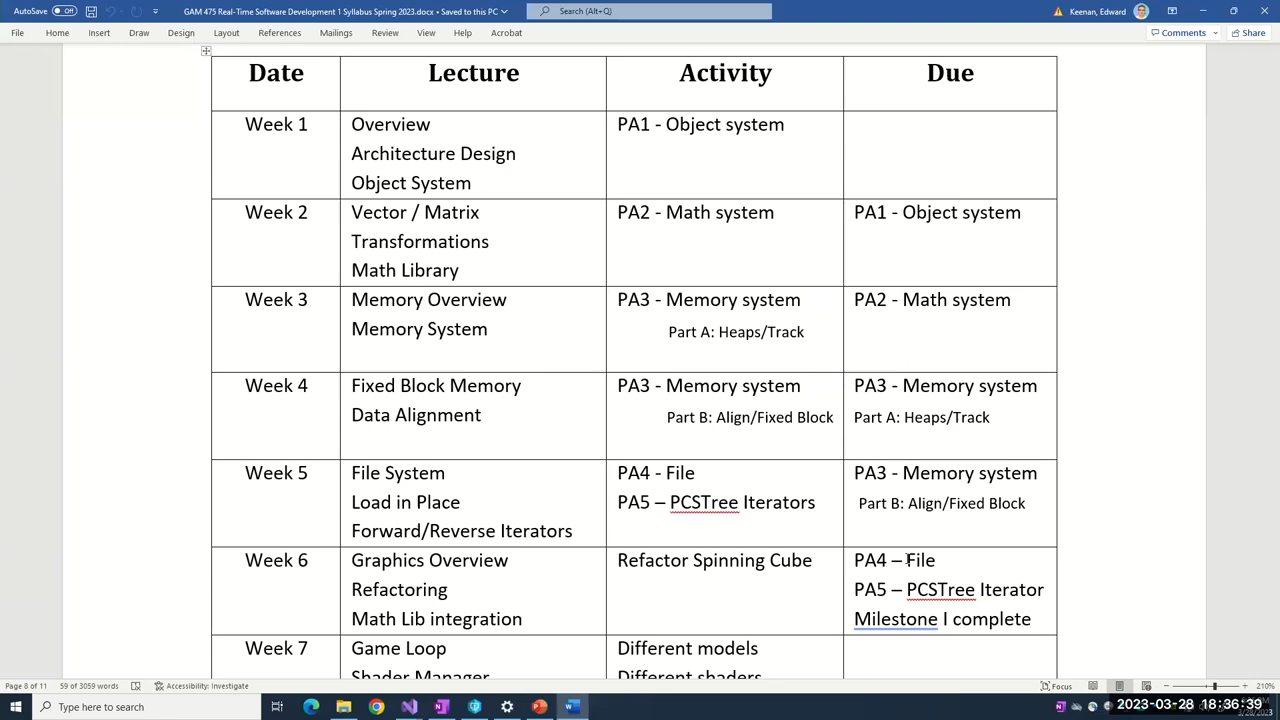 AutoSave Off GAM 475 Real-Time Software Development 1 Syllabus Spring 2023.docx • Saved to this PC Search (Alt+Q) Keenan, Edward
File Home Insert Draw Design Layout References Mailings Review View Help Acrobat Comments Share
Date Lecture Activity Due
Week 1 Overview PA1 - Object system
Architecture Design
Object System
Week 2 Vector / Matrix PA2 - Math system PA1 - Object system
Transformations
Math Library
Week 3 Memory Overview PA3 - Memory system PA2 - Math system
Memory System Part A: Heaps/Track
Week 4 Fixed Block Memory PA3 - Memory system PA3 - Memory system
Data Alignment Part B: Align/Fixed Block Part A: Heaps/Track
Week 5 File System PA4 - File PA3 - Memory system
Load in Place PA5 – PCSTree Iterators Part B: Align/Fixed Block
Forward/Reverse Iterators
Week 6 Graphics Overview Refactor Spinning Cube PA4 – File
Refactoring PA5 – PCSTree Iterator
Math Lib integration Milestone I complete
Week 7 Game Loop Different models
Shader Manager Different shaders
Page 8 of 11 59 of 3059 words Accessibility: Investigate Focus 210%
Type here to search 2023-03-28 18:36:39